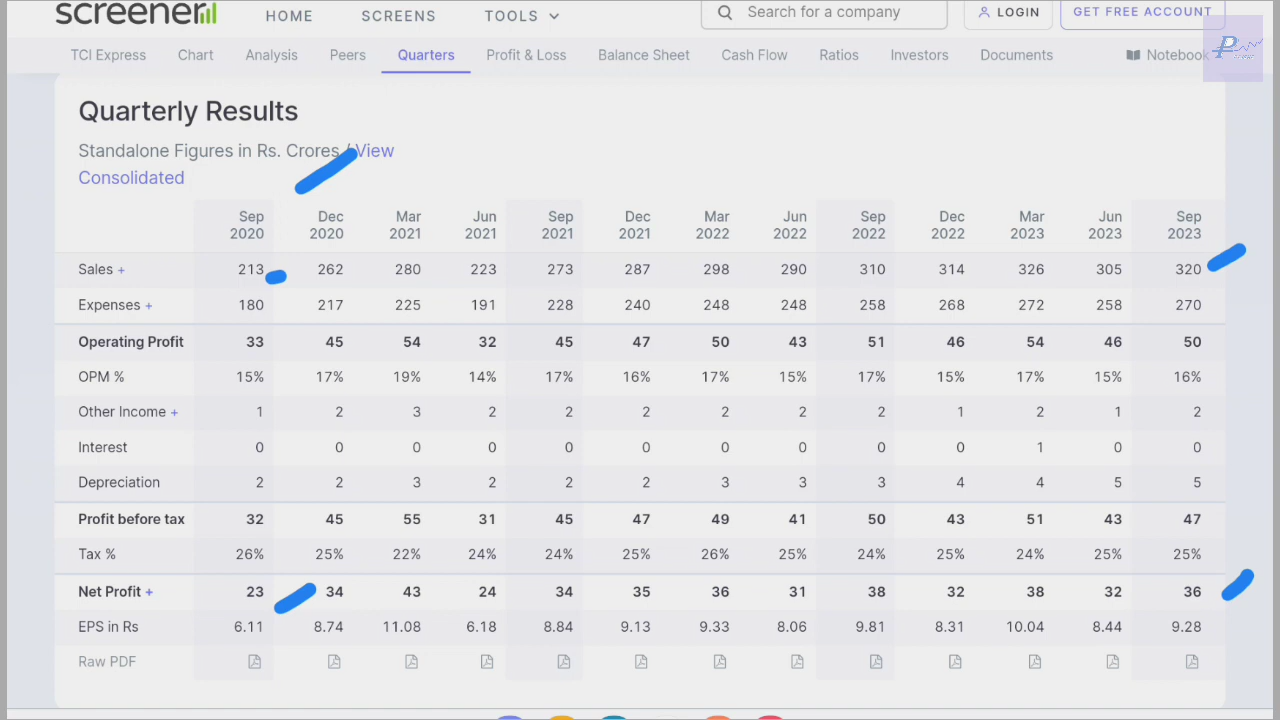 screener
HOME SCREENS TOOLS Search for a company LOGIN GET FREE ACCOUNT
TCI Express Chart Analysis Peers Quarters Profit & Loss Balance Sheet Cash Flow Ratios Investors Documents Notebook
Quarterly Results
Standalone Figures in Rs. Crores / View
Consolidated
Sep Dec Mar Jun Sep Dec Mar Jun Sep Dec Mar Jun Sep
2020 2020 2021 2021 2021 2021 2022 2022 2022 2022 2023 2023 2023
Sales + 213 262 280 223 273 287 298 290 310 314 326 305 320
Expenses + 180 217 225 191 228 240 248 248 258 268 272 258 270
Operating Profit 33 45 54 32 45 47 50 43 51 46 54 46 50
OPM % 15% 17% 19% 14% 17% 16% 17% 15% 17% 15% 17% 15% 16%
Other Income + 1 2 3 2 2 2 2 2 2 1 2 1 2
Interest 0 0 0 0 0 0 0 0 0 0 1 0 0
Depreciation 2 2 3 2 2 2 3 3 3 4 4 5 5
Profit before tax 32 45 55 31 45 47 49 41 50 43 51 43 47
Tax % 26% 25% 22% 24% 24% 25% 26% 25% 24% 25% 24% 25% 25%
Net Profit + 23 34 43 24 34 35 36 31 38 32 38 32 36
EPS in Rs 6.11 8.74 11.08 6.18 8.84 9.13 9.33 8.06 9.81 8.31 10.04 8.44 9.28
Raw PDF